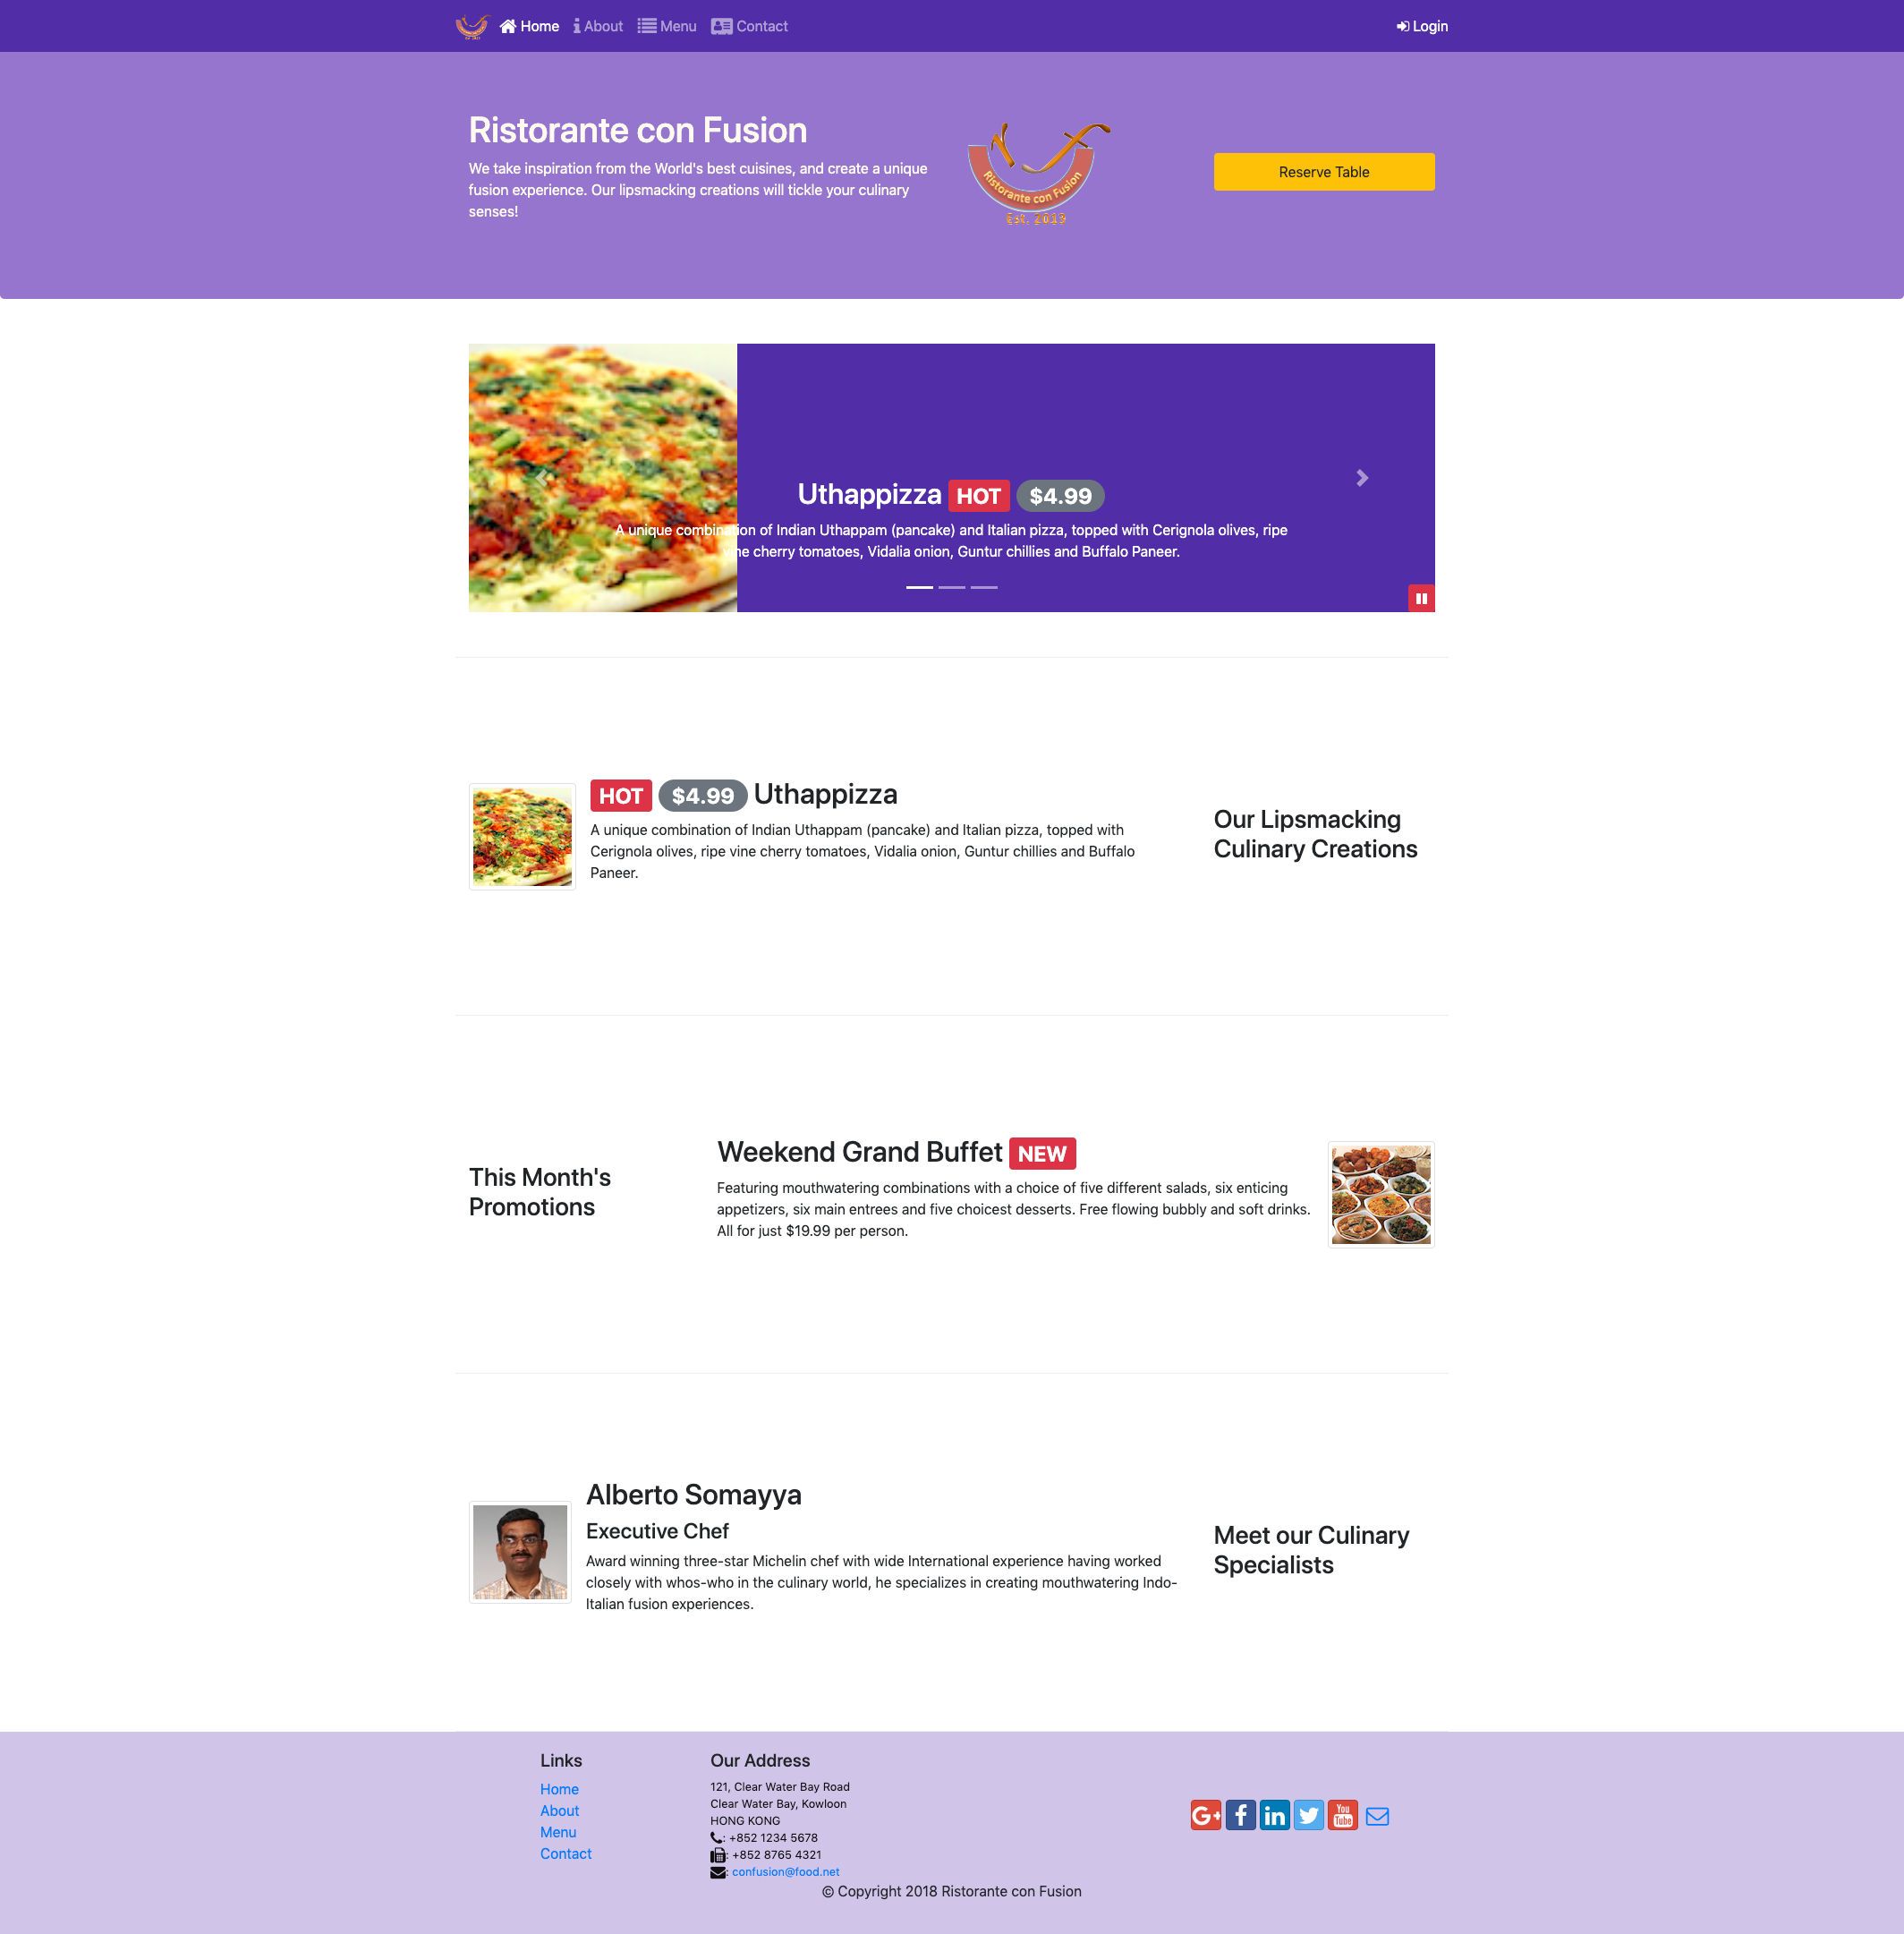 Home About Menu Contact Login
Ristorante con Fusion
We take inspiration from the World's best cuisines, and create a unique
fusion experience. Our lipsmacking creations will tickle your culinary
senses!
Ristorante con Fusion
Est. 2013
Reserve Table
Uthappizza HOT $4.99
A unique combination of Indian Uthappam (pancake) and Italian pizza, topped with Cerignola olives, ripe
vine cherry tomatoes, Vidalia onion, Guntur chillies and Buffalo Paneer.
HOT $4.99 Uthappizza
A unique combination of Indian Uthappam (pancake) and Italian pizza, topped with
Cerignola olives, ripe vine cherry tomatoes, Vidalia onion, Guntur chillies and Buffalo
Paneer.
Our Lipsmacking
Culinary Creations
This Month's
Promotions
Weekend Grand Buffet NEW
Featuring mouthwatering combinations with a choice of five different salads, six enticing
appetizers, six main entrees and five choicest desserts. Free flowing bubbly and soft drinks.
All for just $19.99 per person.
Alberto Somayya
Executive Chef
Award winning three-star Michelin chef with wide International experience having worked
closely with whos-who in the culinary world, he specializes in creating mouthwatering Indo-
Italian fusion experiences.
Meet our Culinary
Specialists
Links
Home
About
Menu
Contact
Our Address
121, Clear Water Bay Road
Clear Water Bay, Kowloon
HONG KONG
: +852 1234 5678
: +852 8765 4321
: confusion@food.net
G+ f in You Tube
© Copyright 2018 Ristorante con Fusion